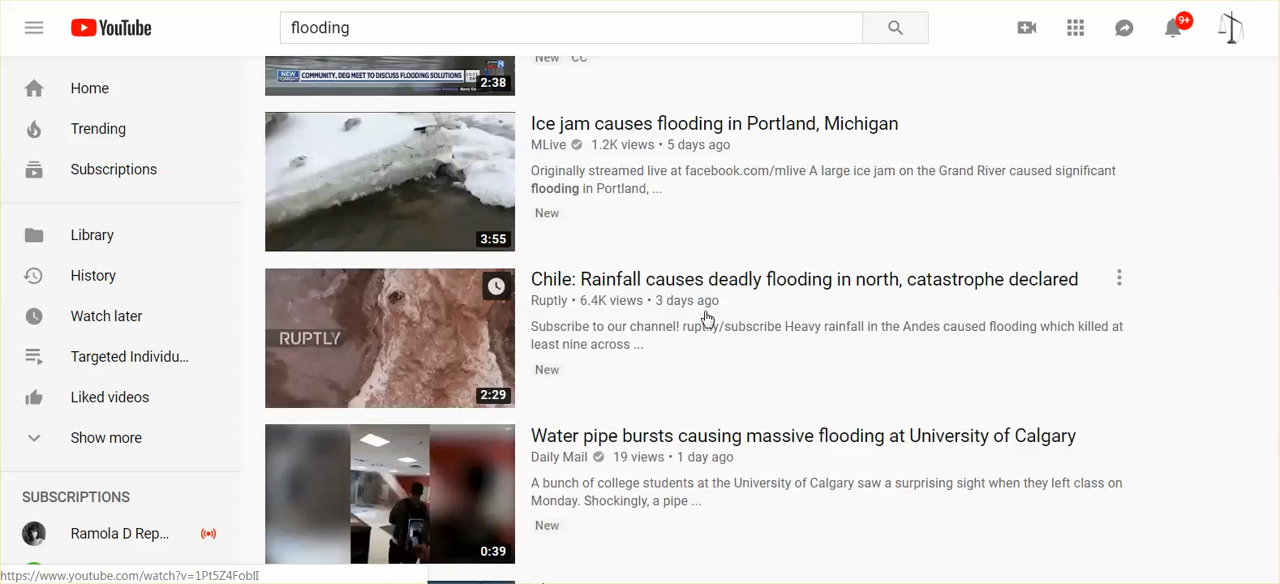 YouTube
flooding
9+
Home
Trending
Subscriptions
Library
History
Watch later
Targeted Individu...
Liked videos
Show more
SUBSCRIPTIONS
Ramola D Rep...
NEW TONIGHT COMMUNITY, DEQ MEET TO DISCUSS FLOODING SOLUTIONS
2:38
New CC
3:55
Ice jam causes flooding in Portland, Michigan
MLive 1.2K views • 5 days ago
Originally streamed live at facebook.com/mlive A large ice jam on the Grand River caused significant
flooding in Portland, ...
New
RUPTLY
2:29
Chile: Rainfall causes deadly flooding in north, catastrophe declared
Ruptly • 6.4K views • 3 days ago
Subscribe to our channel! ruptly/subscribe Heavy rainfall in the Andes caused flooding which killed at
least nine across ...
New
0:39
Water pipe bursts causing massive flooding at University of Calgary
Daily Mail 19 views • 1 day ago
A bunch of college students at the University of Calgary saw a surprising sight when they left class on
Monday. Shockingly, a pipe ...
New
https://www.youtube.com/watch?v=1Pt5Z4FobII